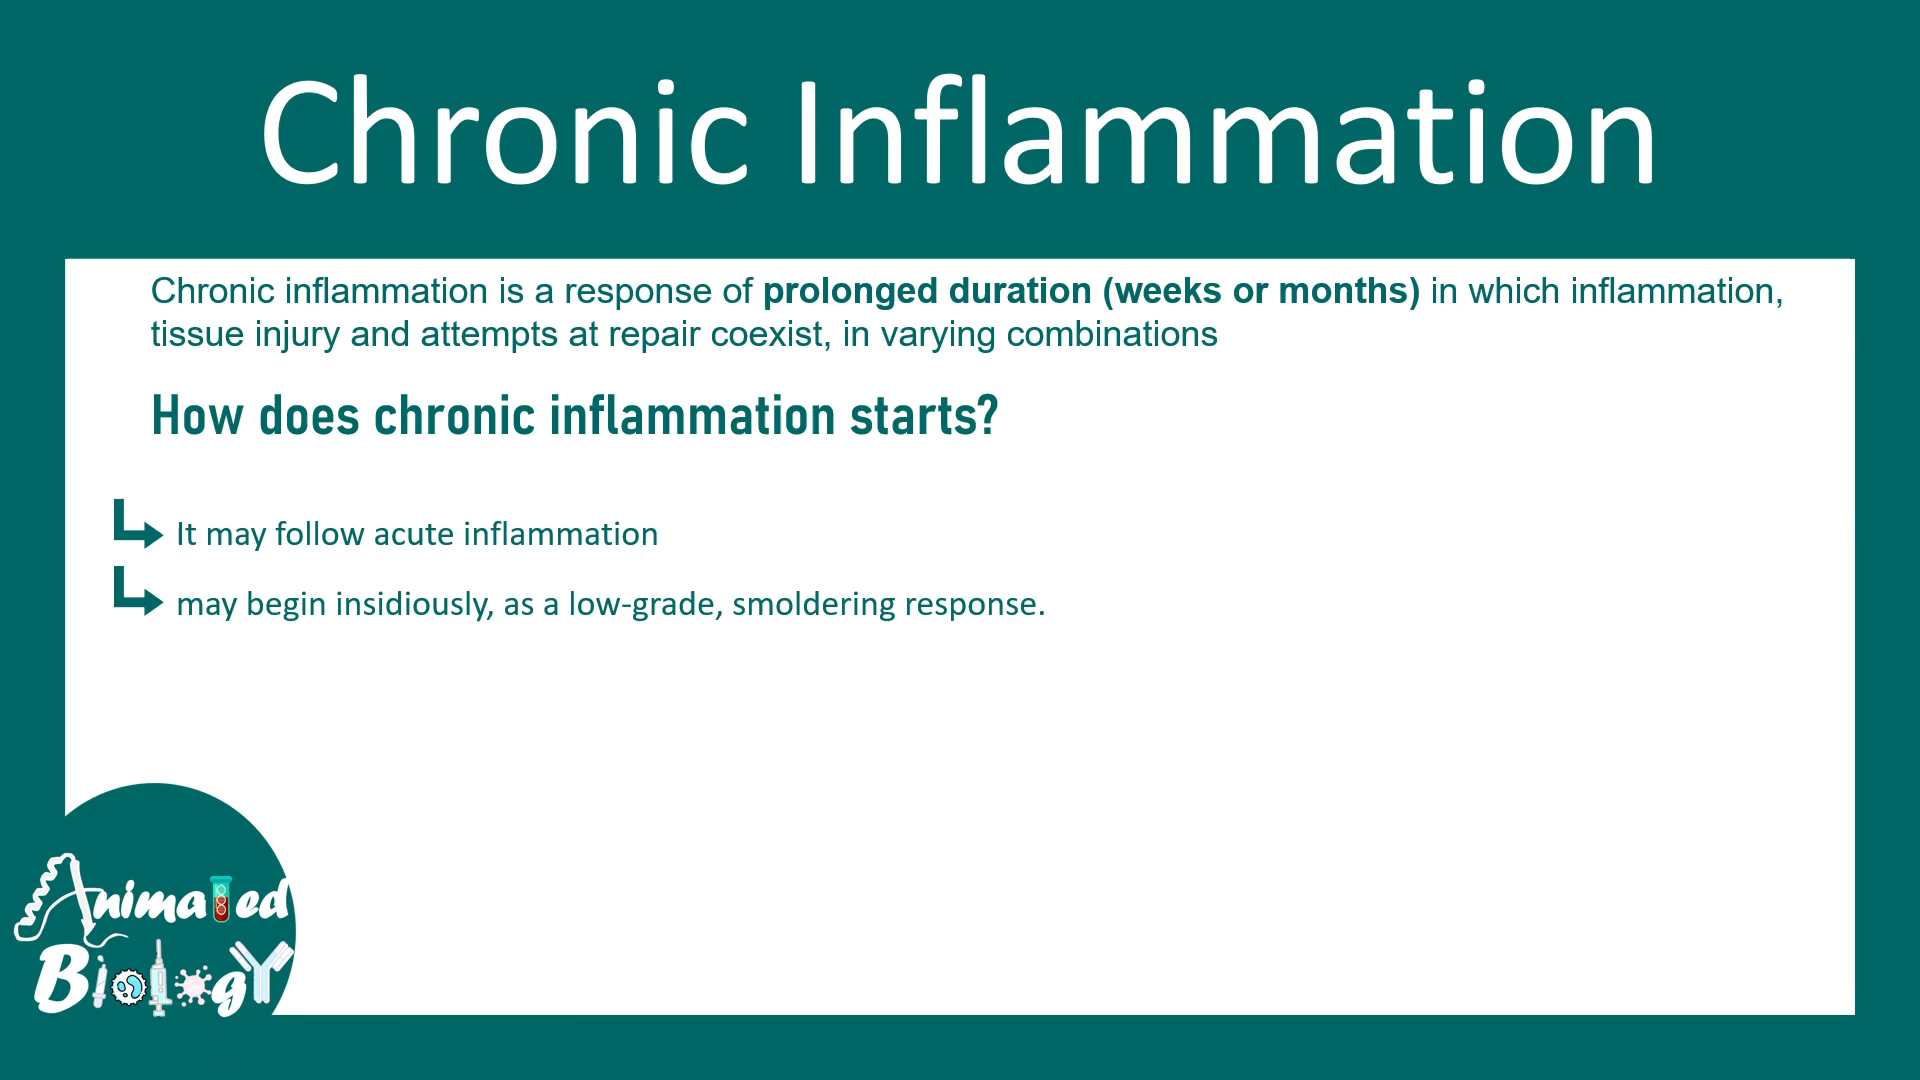 Chronic Inflammation
Chronic inflammation is a response of prolonged duration (weeks or months) in which inflammation,
tissue injury and attempts at repair coexist, in varying combinations
How does chronic inflammation starts?
It may follow acute inflammation
may begin insidiously, as a low-grade, smoldering response.
Animated
Biology